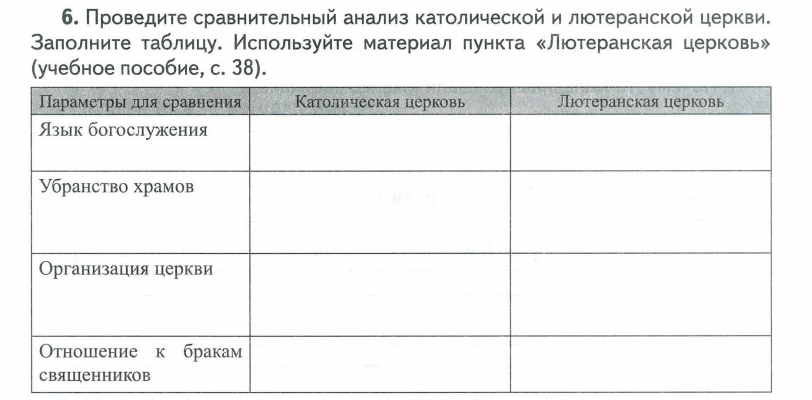 6. Проведите сравнительный анализ католической и лютеранской церкви.
Заполните таблицу. Используйте материал пункта «Лютеранская церковь»
(учебное пособие, с. 38).
Параметры для сравнения Католическая церковь Лютеранская церковь
Язык богослужения
Убранство храмов
Организация церкви
Отношение к бракам
священников